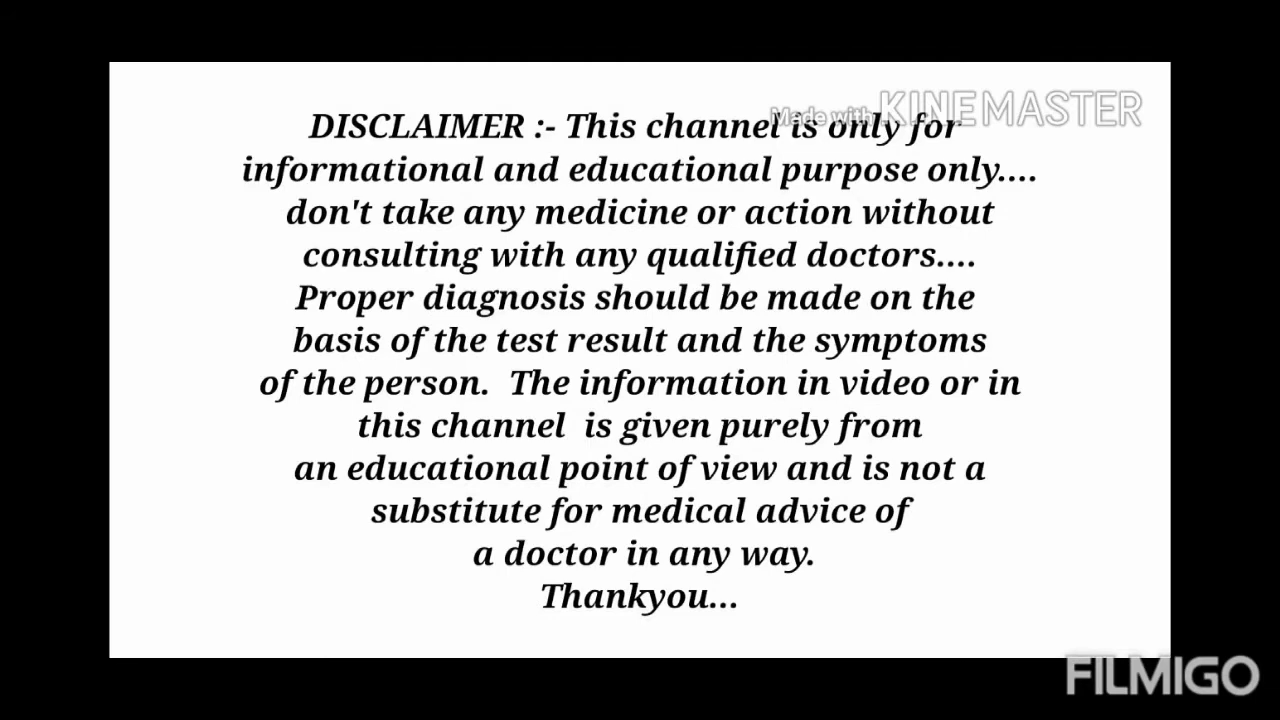 Made with KINEMASTER
DISCLAIMER :- This channel is only for
informational and educational purpose only....
don't take any medicine or action without
consulting with any qualified doctors....
Proper diagnosis should be made on the
basis of the test result and the symptoms
of the person. The information in video or in
this channel is given purely from
an educational point of view and is not a
substitute for medical advice of
a doctor in any way.
Thankyou...
FILMIGO